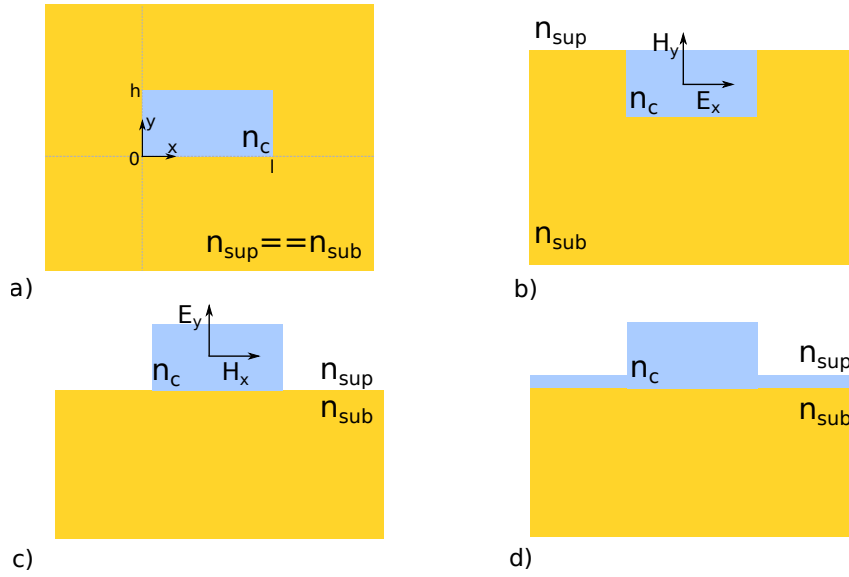 h
y
x
0
n_c
l
n_sup==n_sub
a)
n_sup
H_y
n_c
E_x
n_sub
b)
E_y
n_c
H_x
n_sup
n_sub
c)
n_sup
n_c
n_sub
d)